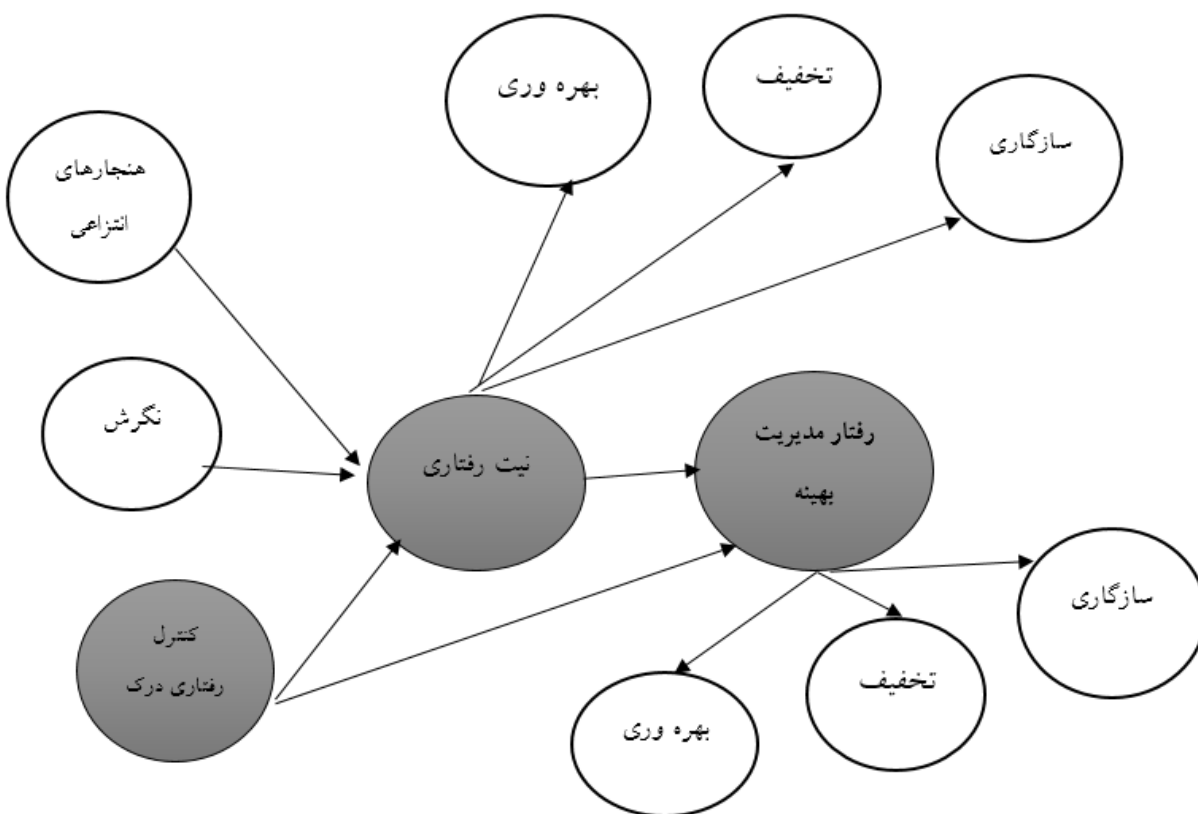 بهره وری
تخفیف
سازگاری
هنجارهای
انتزاعی
نگرش
نیت رفتاری
رفتار مدیریت
بهینه
کنترل
رفتاری درک
سازگاری
تخفیف
بهره وری